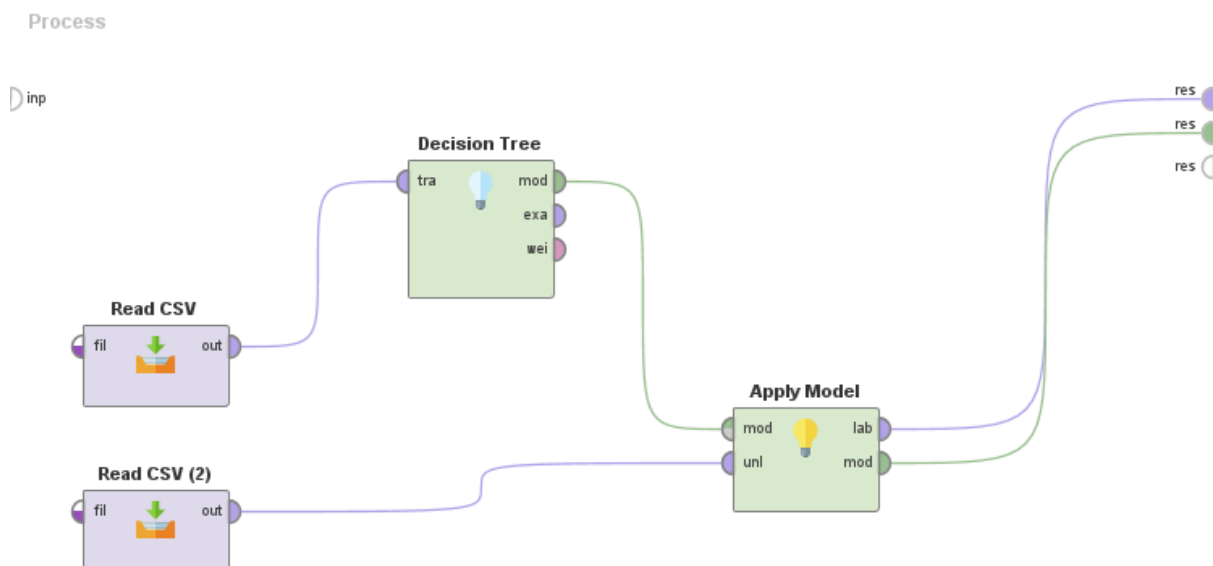 Process
inp
res
res
res
Decision Tree
tra
mod
exa
wei
Read CSV
fil
out
Apply Model
mod
lab
unl
mod
Read CSV (2)
fil
out